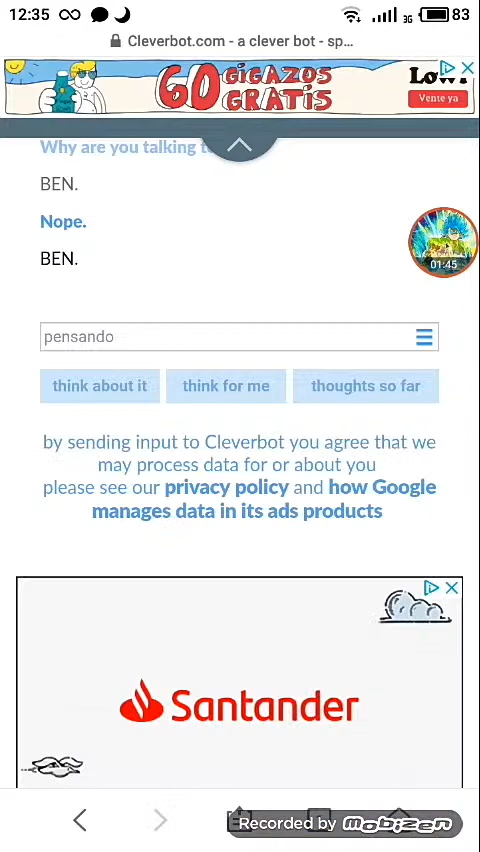 12:35 3G 83
Cleverbot.com - a clever bot - sp...
60 GIGAZOS GRATIS
Vente ya
Why are you talking
BEN.
Nope.
BEN.
01:45
pensando
think about it think for me thoughts so far
by sending input to Cleverbot you agree that we
may process data for or about you
please see our privacy policy and how Google
manages data in its ads products
Santander
Recorded by MOBIZEN